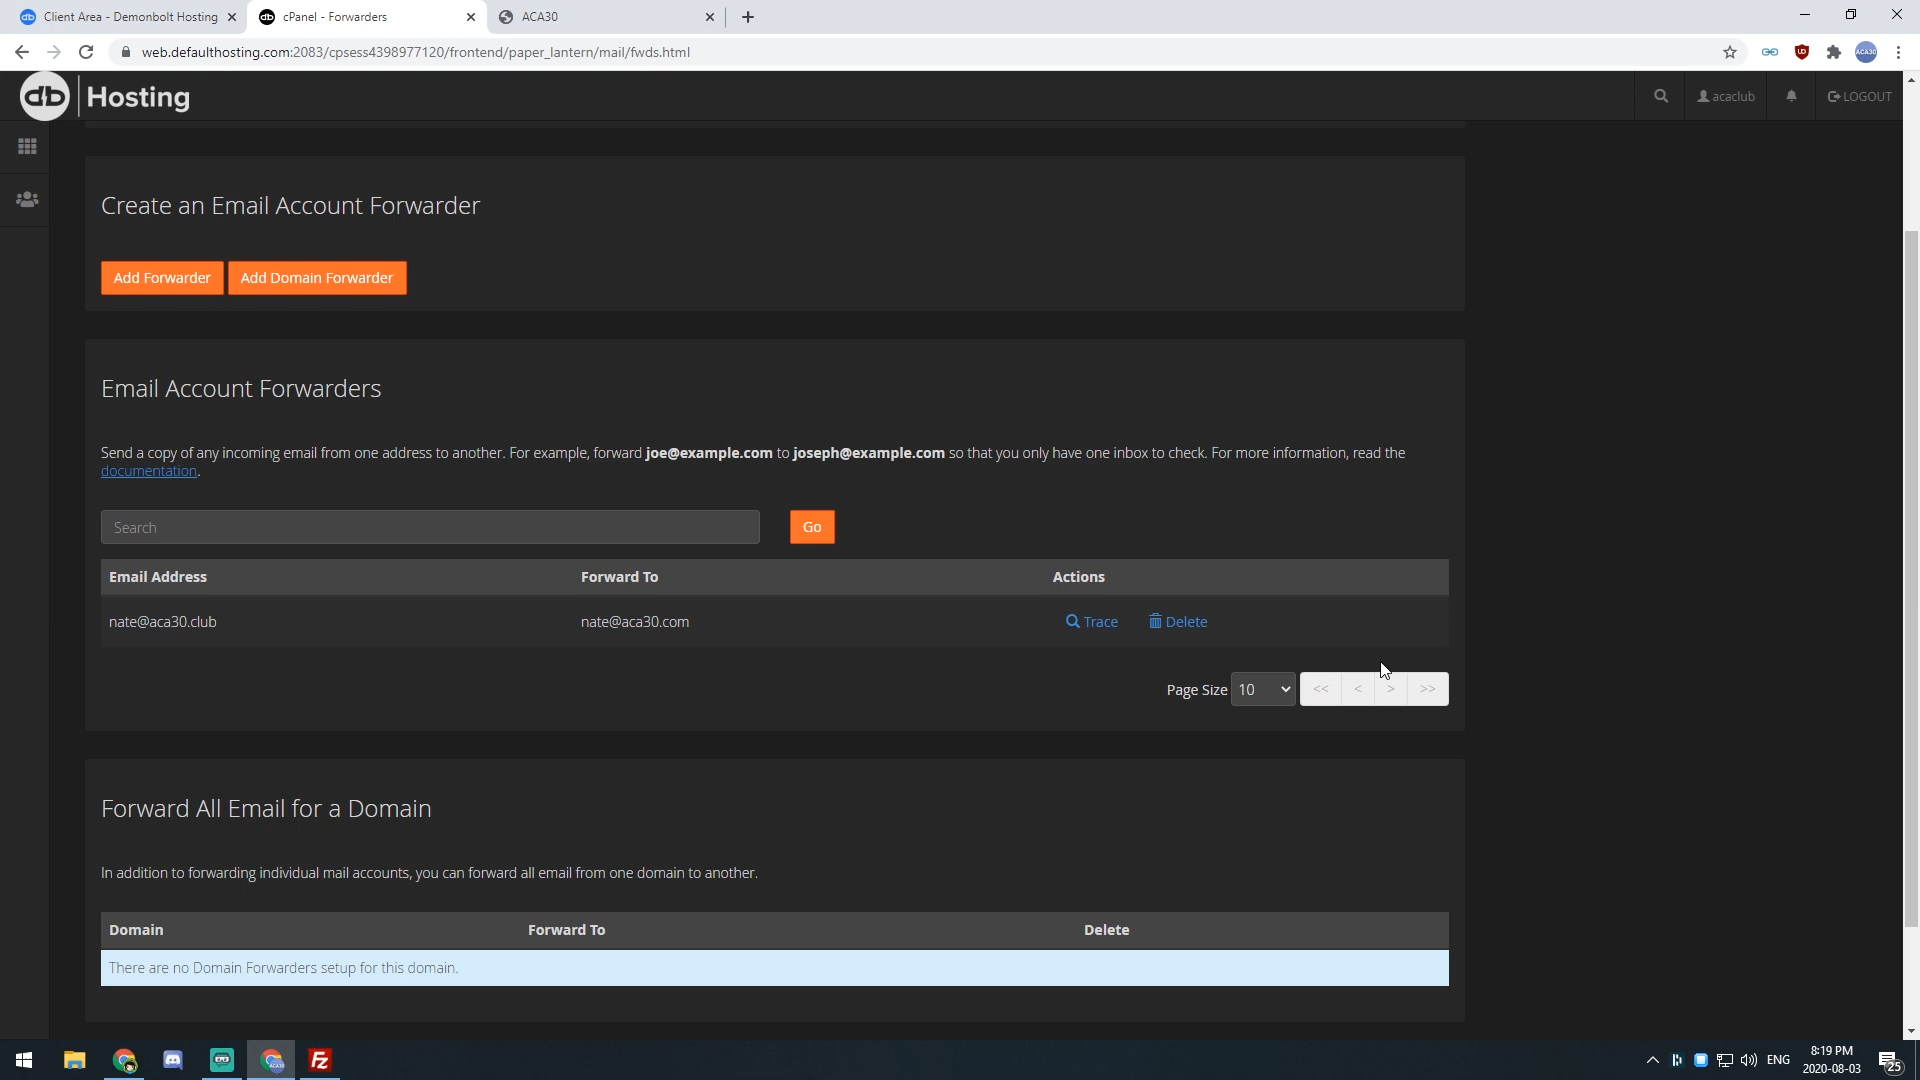 Client Area - Demonbolt Hosting
cPanel - Forwarders
ACA30
web.defaulthosting.com:2083/cpsess4398977120/frontend/paper_lantern/mail/fwds.html
ACA30
db Hosting
acaclub
LOGOUT
Create an Email Account Forwarder
Add Forwarder Add Domain Forwarder
Email Account Forwarders
Send a copy of any incoming email from one address to another. For example, forward joe@example.com to joseph@example.com so that you only have one inbox to check. For more information, read the
documentation.
Search Go
Email Address Forward To Actions
nate@aca30.club nate@aca30.com Trace Delete
Page Size 10 << < > >>
Forward All Email for a Domain
In addition to forwarding individual mail accounts, you can forward all email from one domain to another.
Domain Forward To Delete
There are no Domain Forwarders setup for this domain.
ENG 8:19 PM
2020-08-03 25